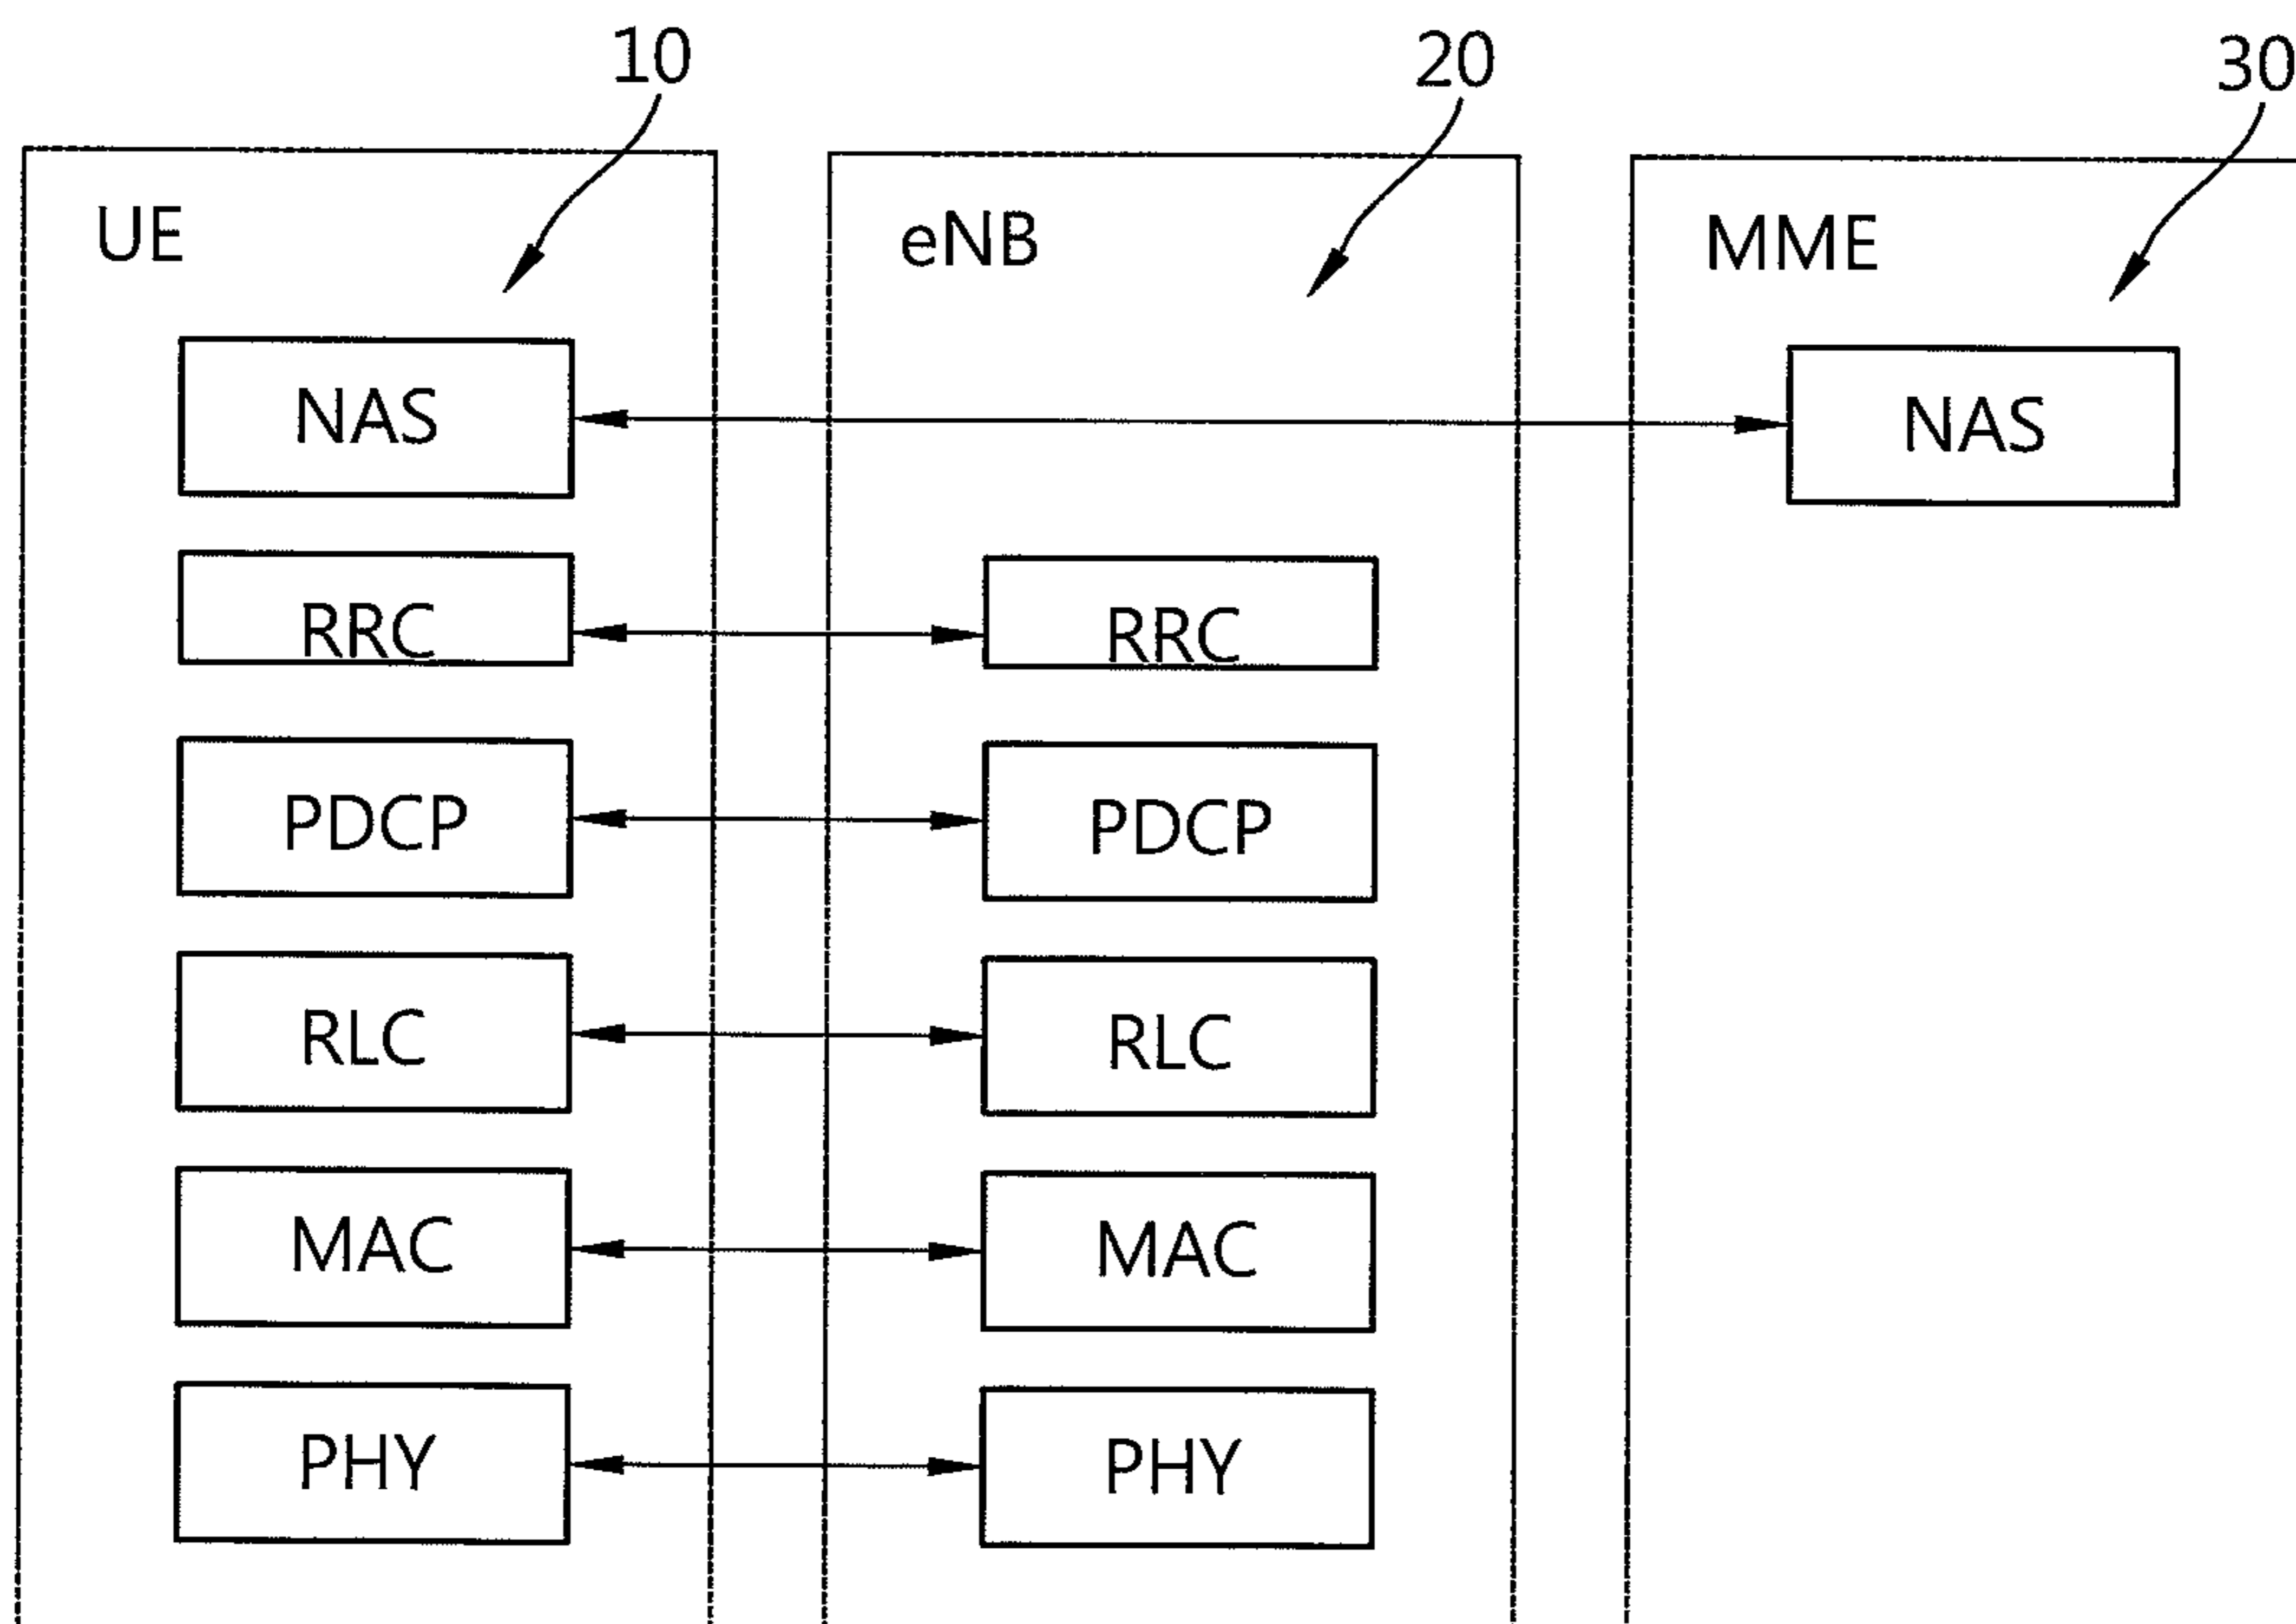 10 20 30
UE eNB MME
NAS NAS
RRC RRC
PDCP PDCP
RLC RLC
MAC MAC
PHY PHY